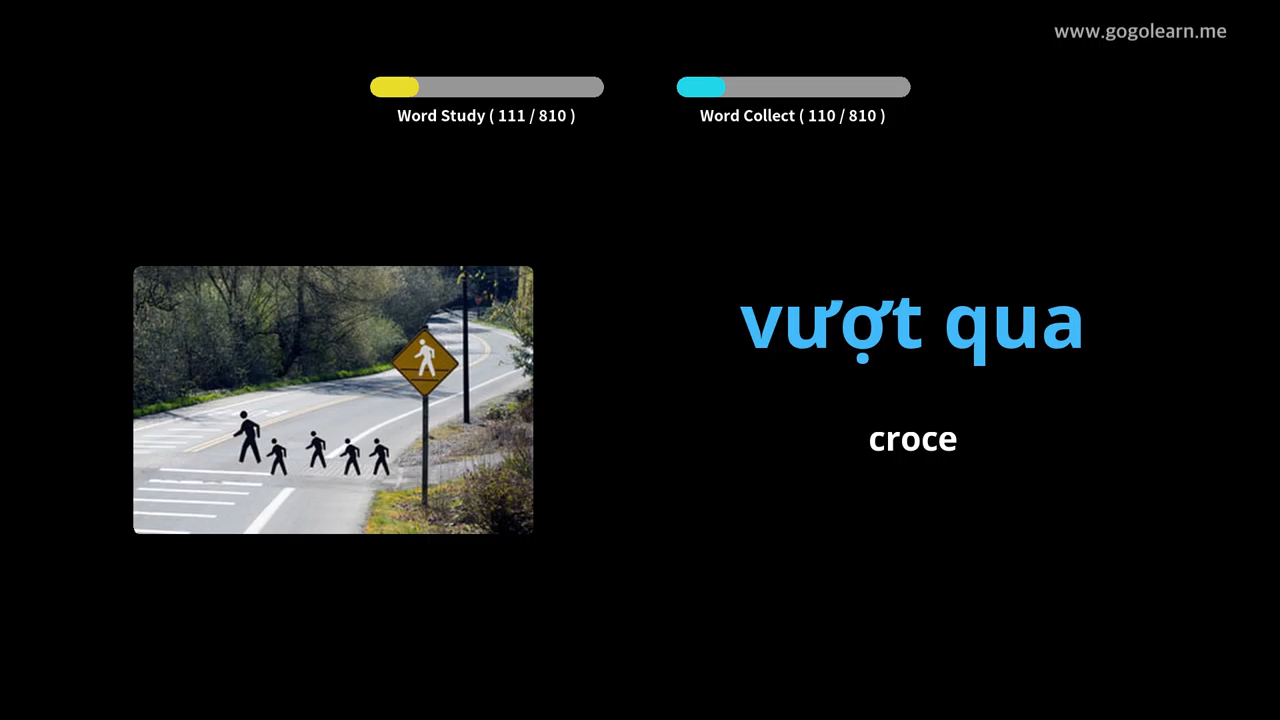 www.gogolearn.me
Word Study ( 111 / 810 )
Word Collect ( 110 / 810 )
vượt qua
croce